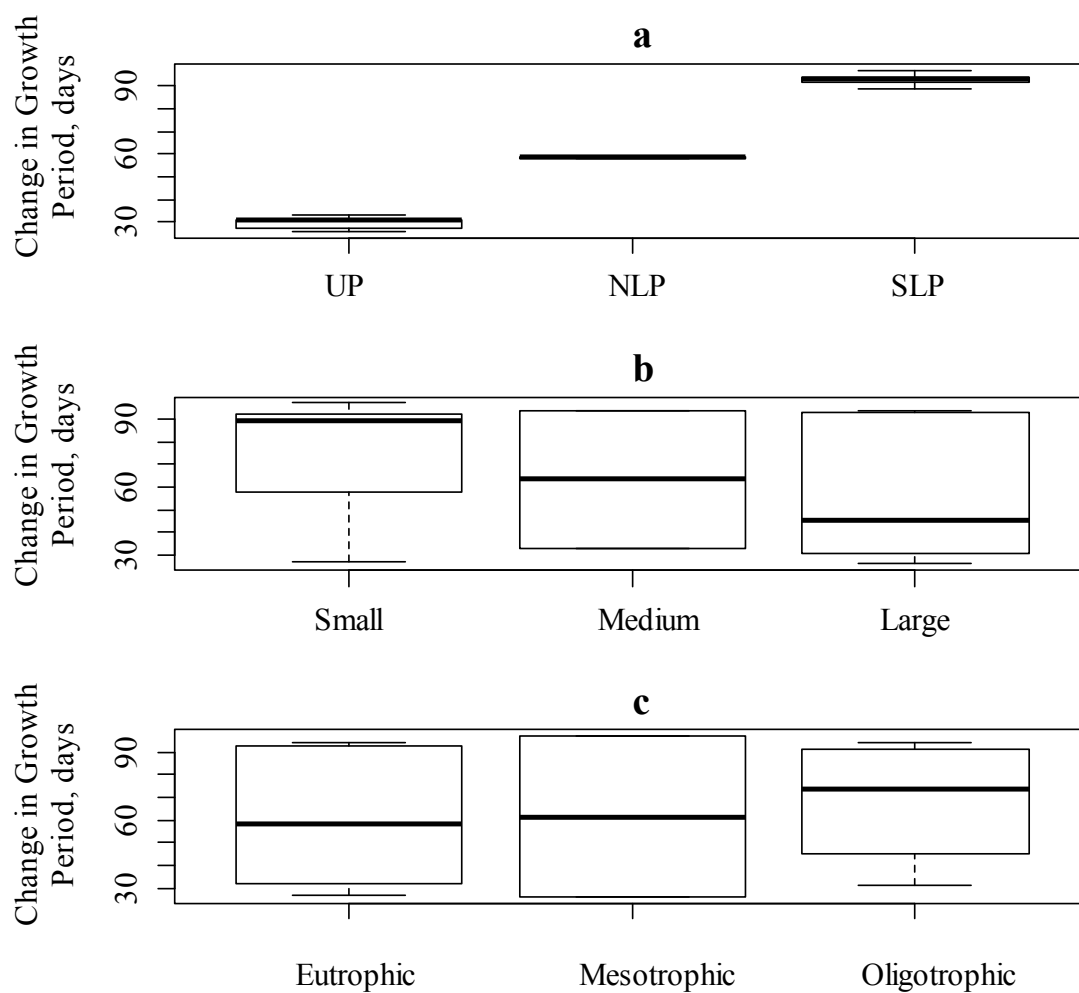 a
Change in Growth
Period, days
90
60
30
UP NLP SLP
b
Change in Growth
Period, days
90
60
30
Small Medium Large
c
Change in Growth
Period, days
90
60
30
Eutrophic Mesotrophic Oligotrophic